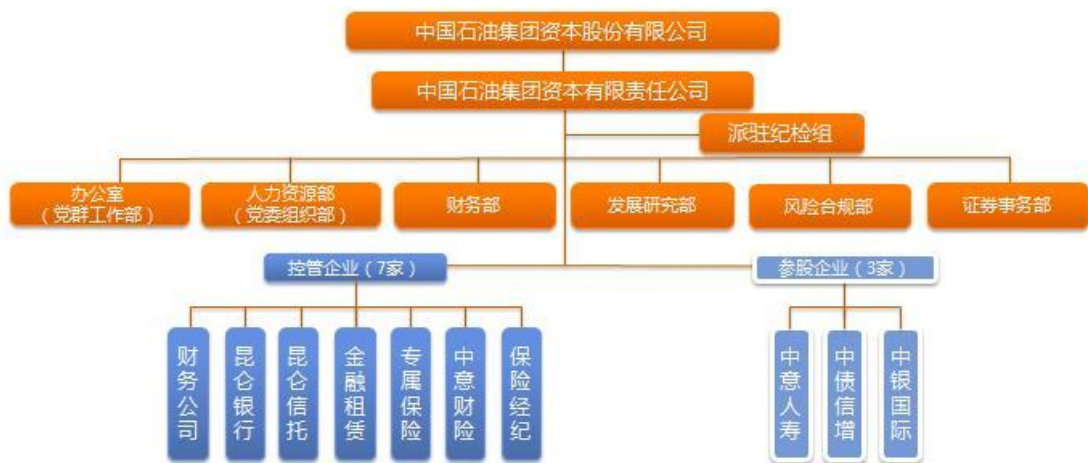 中国石油集团资本股份有限公司
中国石油集团资本有限责任公司
派驻纪检组
办公室
（党群工作部）
人力资源部
（党委组织部）
财务部
发展研究部
风险合规部
证券事务部
控管企业（7家）
参股企业（3家）
财务公司
昆仑银行
昆仑信托
金融租赁
专属保险
中意财险
保险经纪
中意人寿
中债信增
中银国际